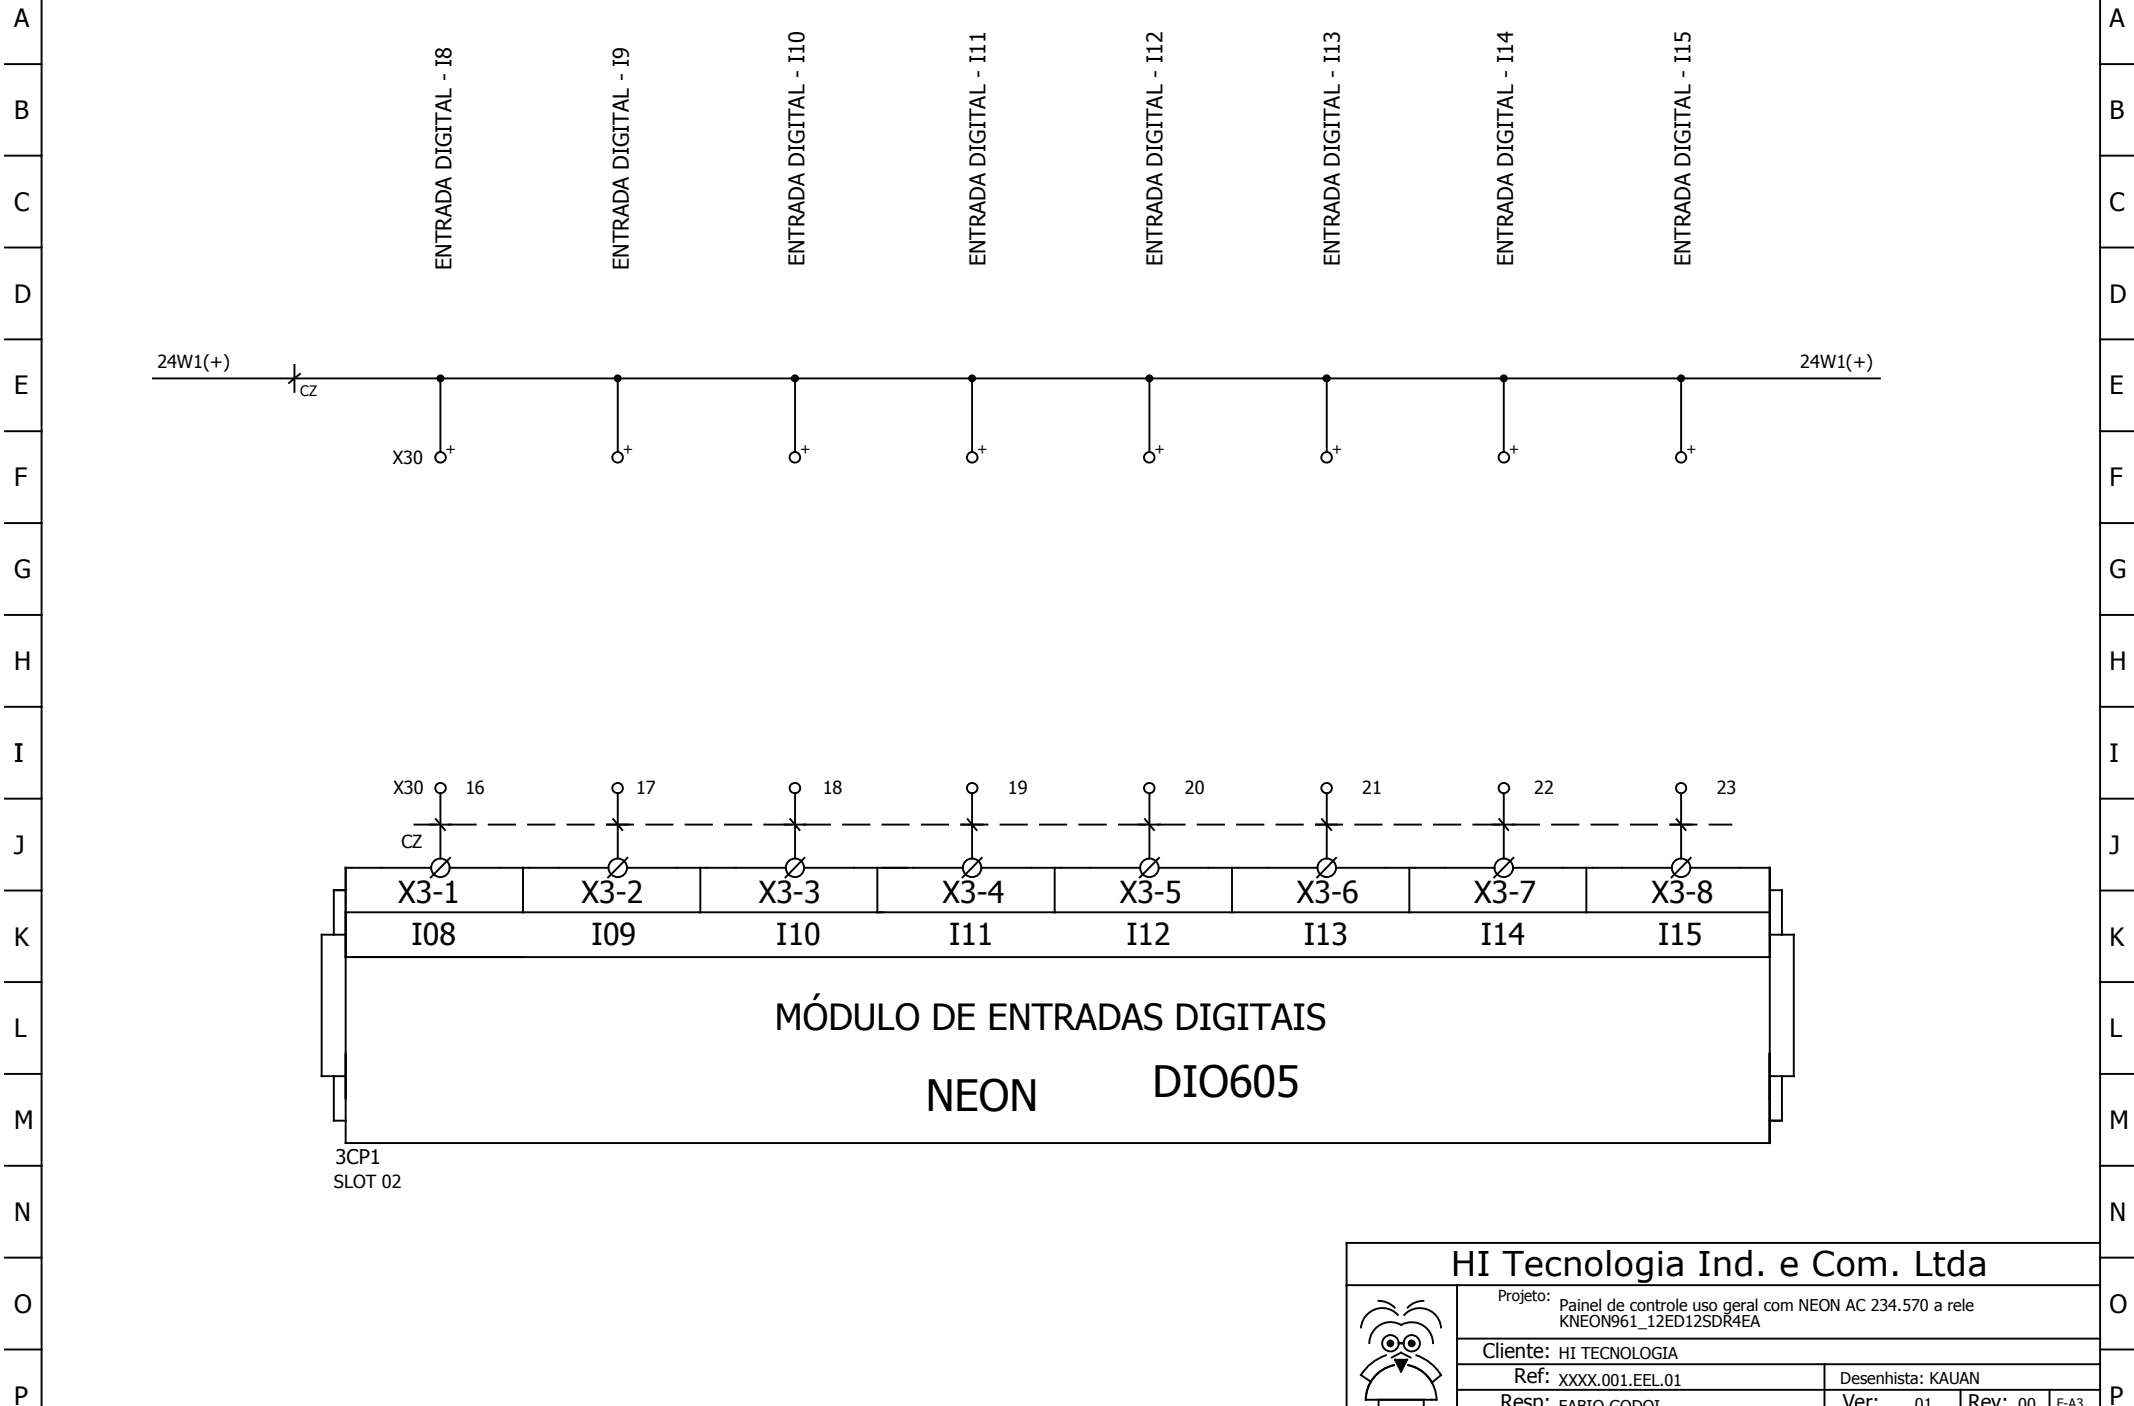 A A
ENTRADA DIGITAL - I8
ENTRADA DIGITAL - I9
ENTRADA DIGITAL - I10
ENTRADA DIGITAL - I11
ENTRADA DIGITAL - I12
ENTRADA DIGITAL - I13
ENTRADA DIGITAL - I14
ENTRADA DIGITAL - I15
B B
C C
D D
24W1(+) 24W1(+)
E CZ E
X30 + + + + + + + +
F F
G G
H H
I I
X30 16 17 18 19 20 21 22 23
J CZ J
X3-1 X3-2 X3-3 X3-4 X3-5 X3-6 X3-7 X3-8
K I08 I09 I10 I11 I12 I13 I14 I15 K
MÓDULO DE ENTRADAS DIGITAIS
L L
NEON DIO605
M M
3CP1
SLOT 02
N N
HI Tecnologia Ind. e Com. Ltda
O O
Projeto: Painel de controle uso geral com NEON AC 234.570 a rele
KNEON961_12ED12SDR4EA
Cliente: HI TECNOLOGIA
Ref: XXXX.001.EEL.01 Desenhista: KAUAN
P P
Resp: FABIO GODOI Ver: 01 Rev: 00 F-A3